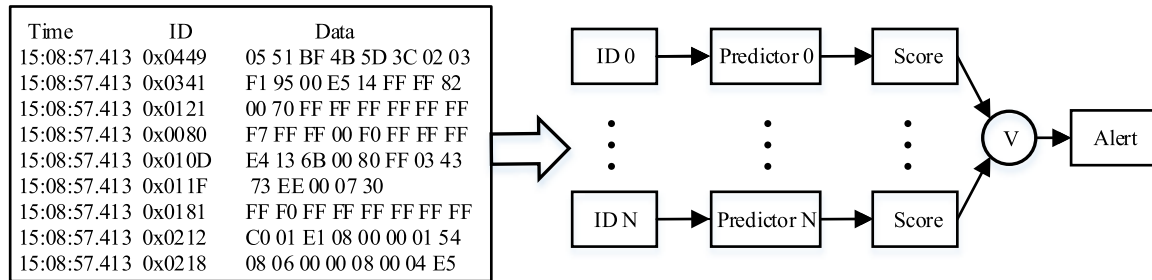 Time ID Data
15:08:57.413 0x0449 05 51 BF 4B 5D 3C 02 03
15:08:57.413 0x0341 F1 95 00 E5 14 FF FF 82
15:08:57.413 0x0121 00 70 FF FF FF FF FF FF
15:08:57.413 0x0080 F7 FF FF 00 F0 FF FF FF
15:08:57.413 0x010D E4 13 6B 00 80 FF 03 43
15:08:57.413 0x011F 73 EE 00 07 30
15:08:57.413 0x0181 FF F0 FF FF FF FF FF FF
15:08:57.413 0x0212 C0 01 E1 08 00 00 01 54
15:08:57.413 0x0218 08 06 00 00 08 00 04 E5
ID 0 Predictor 0 Score
V Alert
ID N Predictor N Score